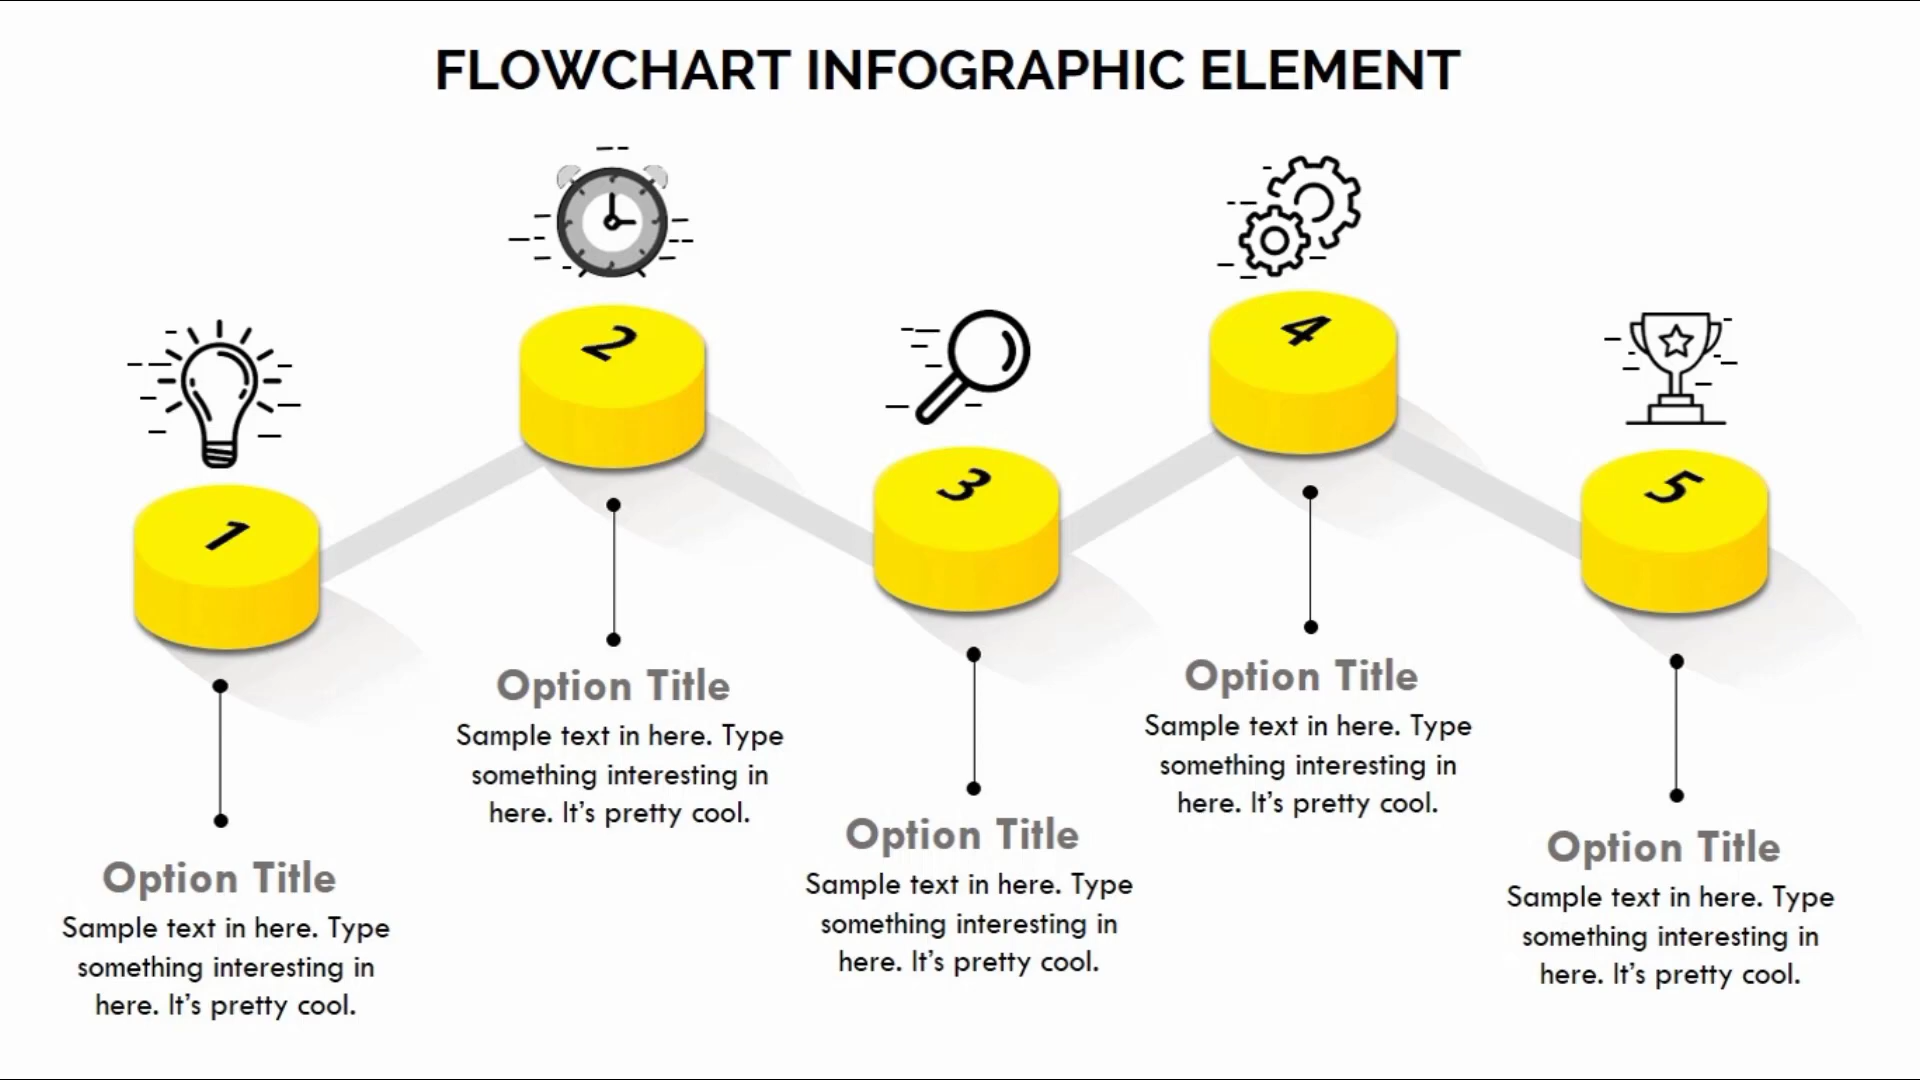 FLOWCHART INFOGRAPHIC ELEMENT
1
Option Title
Sample text in here. Type
something interesting in
here. It's pretty cool.
2
Option Title
Sample text in here. Type
something interesting in
here. It's pretty cool.
3
Option Title
Sample text in here. Type
something interesting in
here. It's pretty cool.
4
Option Title
Sample text in here. Type
something interesting in
here. It's pretty cool.
5
Option Title
Sample text in here. Type
something interesting in
here. It's pretty cool.